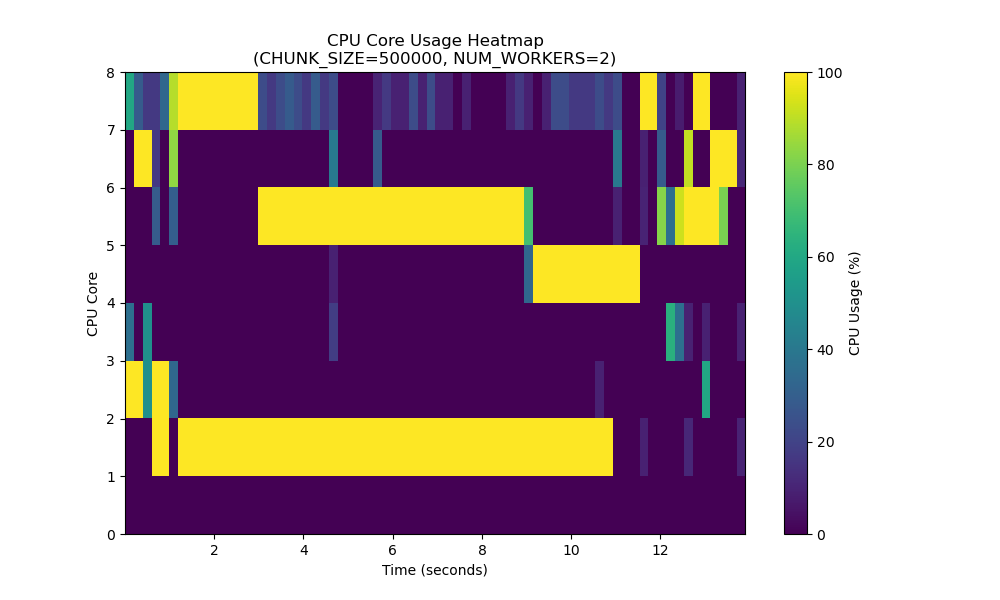 CPU Core Usage Heatmap
(CHUNK_SIZE=500000, NUM_WORKERS=2)
8
7
6
5
4
3
2
1
0
CPU Core
2 4 6 8 10 12
Time (seconds)
100
80
60
40
20
0
CPU Usage (%)